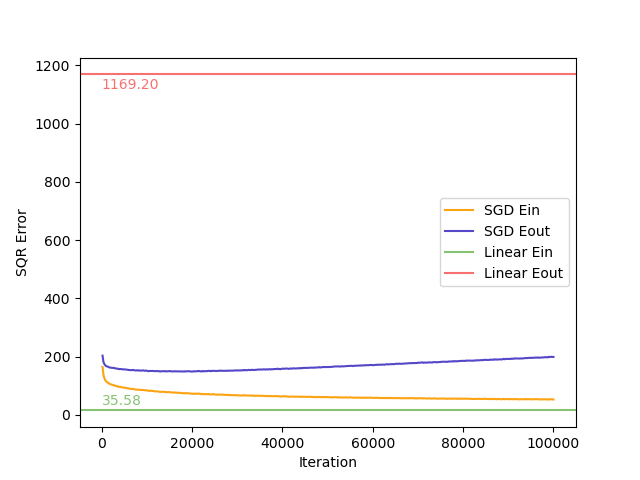 1200
1169.20
1000
800
600
400
200
0
SQR Error
SGD Ein
SGD Eout
Linear Ein
Linear Eout
35.58
0 20000 40000 60000 80000 100000
Iteration